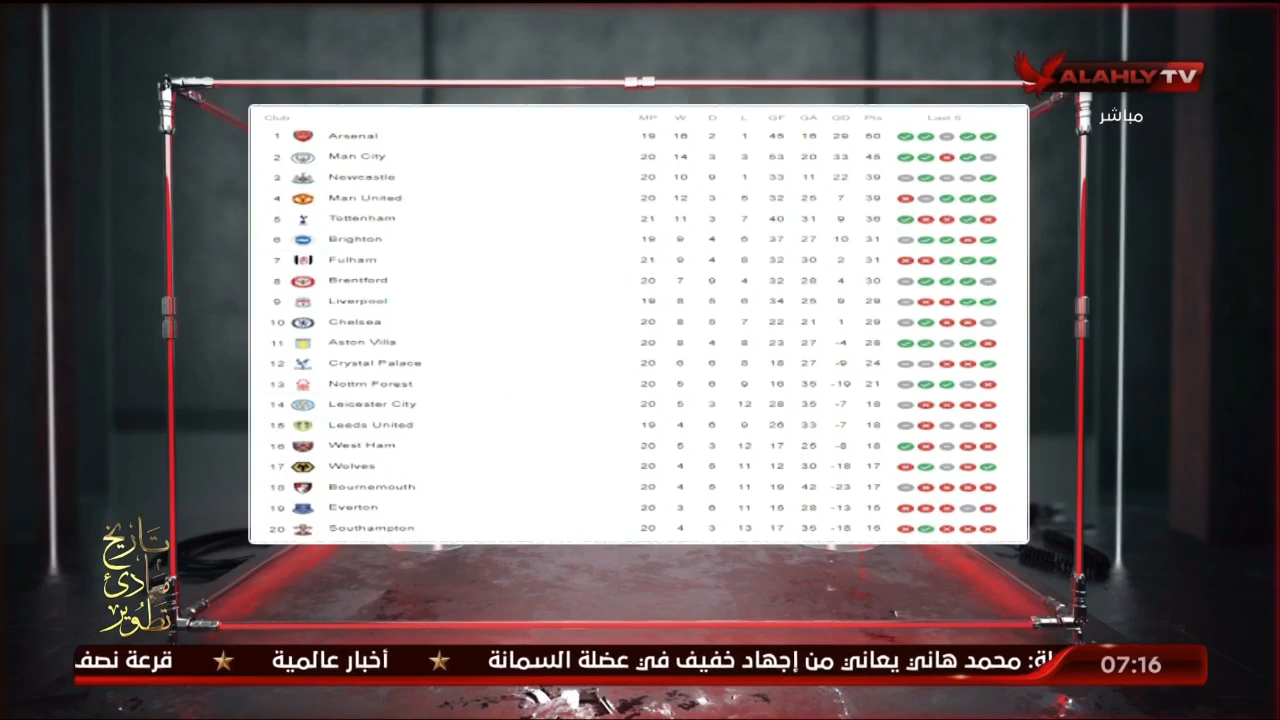 ALAHLY TV
مباشر
Club MP W D L GF GA GD Pts Last 5
1 Arsenal 19 16 2 1 45 16 29 50
2 Man City 20 14 3 3 53 20 33 45
3 Newcastle 20 10 9 1 33 11 22 39
4 Man United 20 12 3 5 32 25 7 39
5 Tottenham 21 11 3 7 40 31 9 36
6 Brighton 19 9 4 6 37 27 10 31
7 Fulham 21 9 4 8 32 30 2 31
8 Brentford 20 7 9 4 32 28 4 30
9 Liverpool 19 8 5 6 34 25 9 29
10 Chelsea 20 8 5 7 22 21 1 29
11 Aston Villa 20 8 4 8 23 27 -4 28
12 Crystal Palace 20 6 6 8 18 27 -9 24
13 Nottm Forest 20 5 6 9 16 35 -19 21
14 Leicester City 20 5 3 12 28 35 -7 18
15 Leeds United 19 4 6 9 26 33 -7 18
16 West Ham 20 5 3 12 17 25 -8 18
17 Wolves 20 4 5 11 12 30 -18 17
18 Bournemouth 20 4 5 11 19 42 -23 17
19 Everton 20 3 6 11 15 28 -13 15
20 Southampton 20 4 3 13 17 35 -18 15
تاريخ
مبادئ
تطوير
لة: محمد هاني يعاني من إجهاد خفيف في عضلة السمانة ★ أخبار عالمية ★ قرعة نصف
07:16